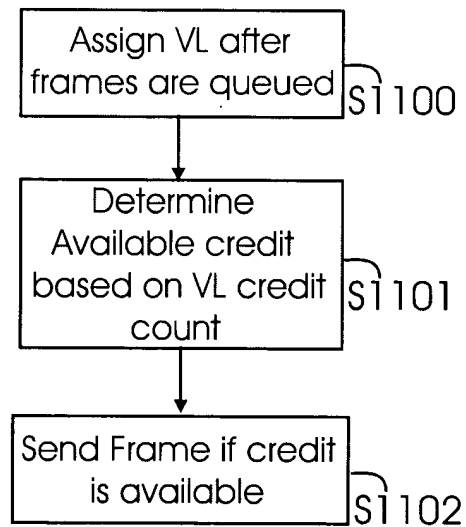 Assign VL after
frames are queued
S1100
Determine
Available credit
based on VL credit
count
S1101
Send Frame if credit
is available
S1102